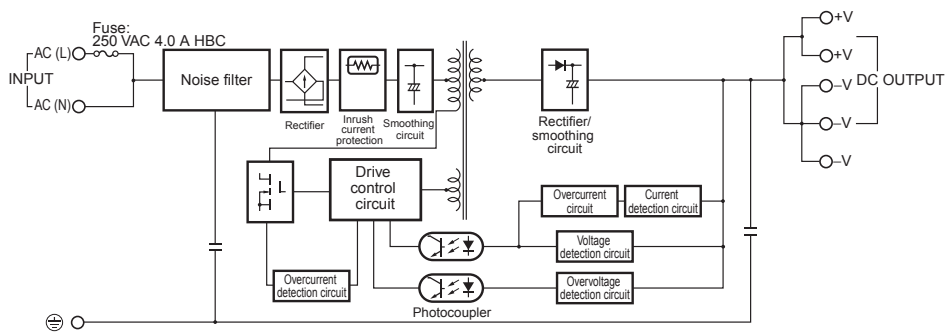 Fuse:
250 VAC 4.0 A HBC
AC (L)
INPUT
AC (N)
Noise filter
Rectifier
Inrush
current
protection
Smoothing
circuit
Rectifier/
smoothing
circuit
+V
+V
DC OUTPUT
–V
–V
–V
Drive
control
circuit
Overcurrent
circuit
Current
detection circuit
Voltage
detection circuit
Overcurrent
detection circuit
Overvoltage
detection circuit
Photocoupler